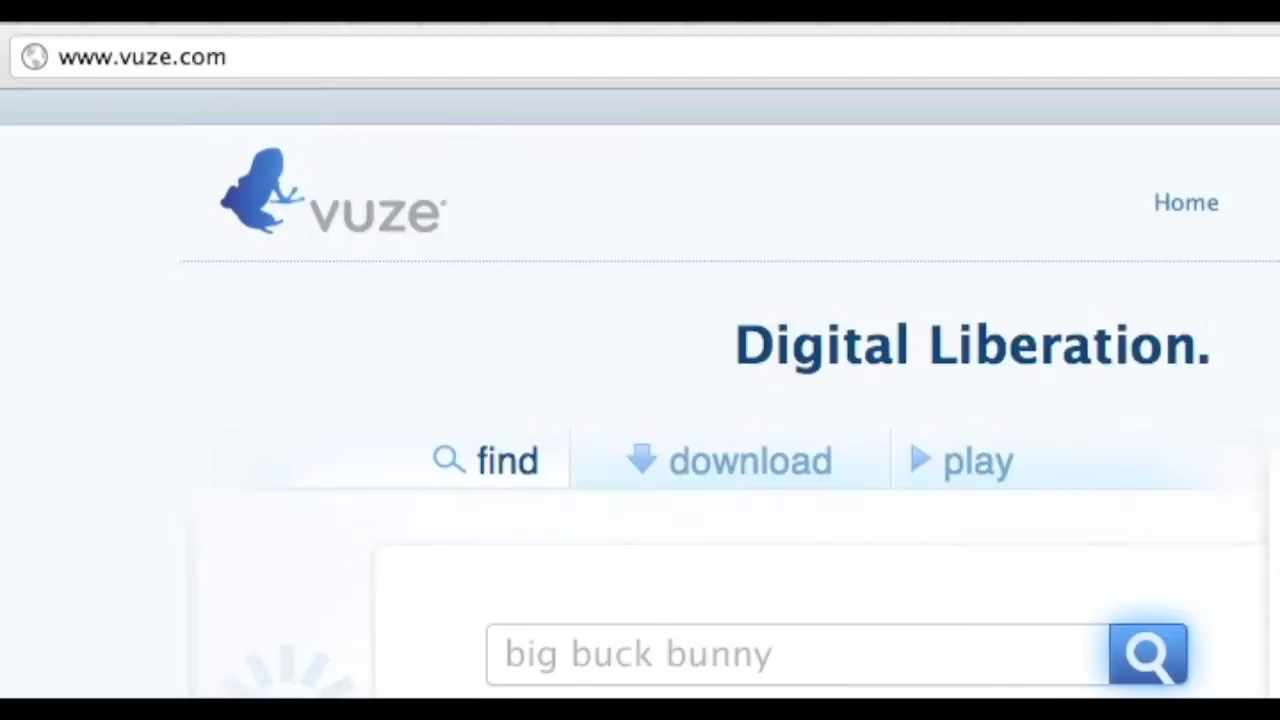 www.vuze.com
vuze
Home
Digital Liberation.
find
download
play
big buck bunny